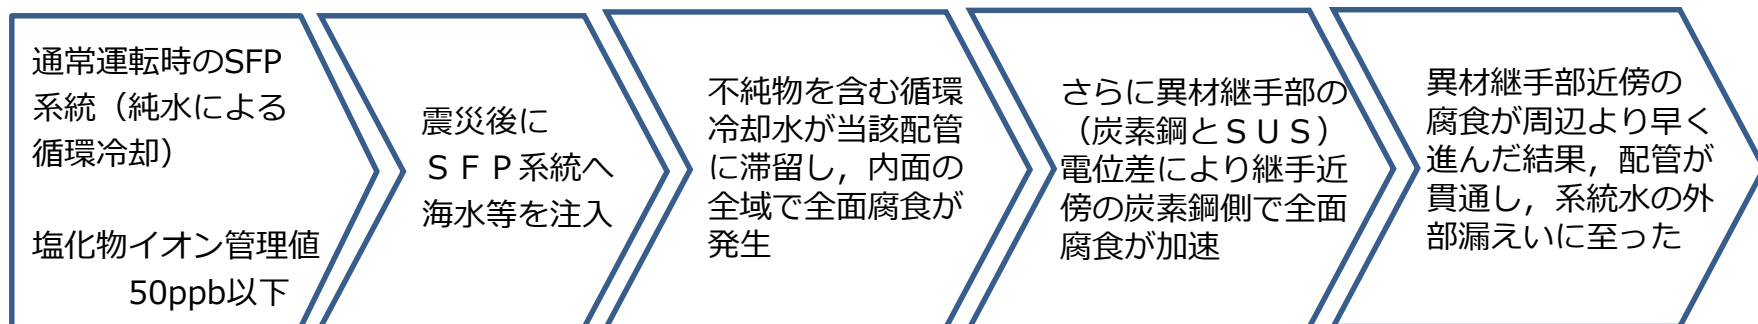 通常運転時のSFP
系統（純水による
循環冷却）
塩化物イオン管理値
50ppb以下
震災後に
ＳＦＰ系統へ
海水等を注入
不純物を含む循環
冷却水が当該配管
に滞留し，内面の
全域で全面腐食が
発生
さらに異材継手部の
（炭素鋼とＳＵＳ）
電位差により継手近
傍の炭素鋼側で全面
腐食が加速
異材継手部近傍の
腐食が周辺より早く
進んだ結果，配管が
貫通し，系統水の外
部漏えいに至った